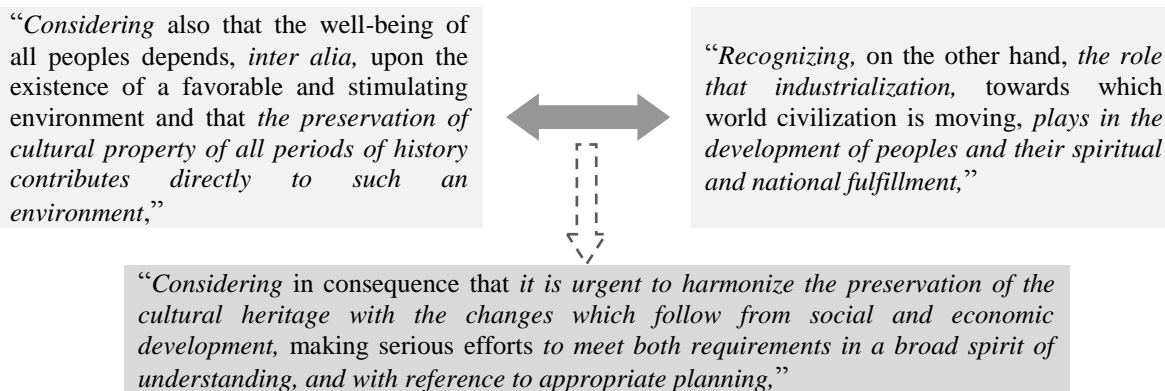 “Considering also that the well-being of
all peoples depends, inter alia, upon the
existence of a favorable and stimulating
environment and that the preservation of
cultural property of all periods of history
contributes directly to such an
environment,”
“Recognizing, on the other hand, the role
that industrialization, towards which
world civilization is moving, plays in the
development of peoples and their spiritual
and national fulfillment,”
“Considering in consequence that it is urgent to harmonize the preservation of the
cultural heritage with the changes which follow from social and economic
development, making serious efforts to meet both requirements in a broad spirit of
understanding, and with reference to appropriate planning,”